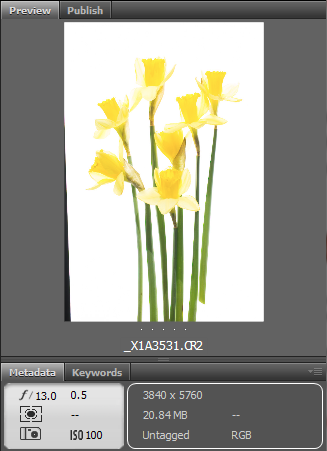 Preview Publish
_X1A3531.CR2
Metadata Keywords
f/13.0 0.5
--
ISO 100
3840 x 5760
20.84 MB --
Untagged RGB